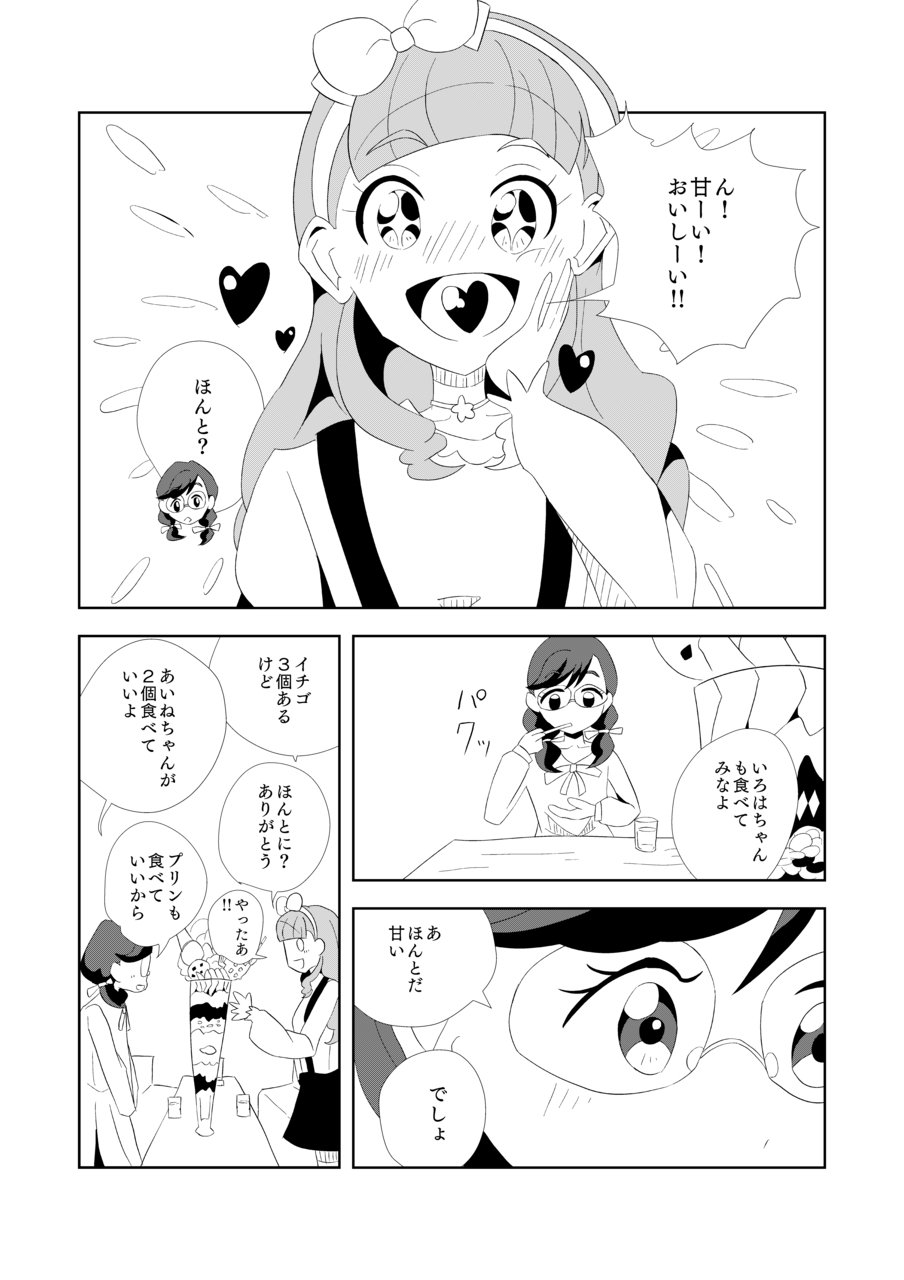 ん！
甘ーい！
おいしーい!!
ほんと？
いろはちゃん
も食べて
みなよ
パクッ
あ
ほんとだ
甘い
でしょ
イチゴ
３個ある
けど
あいねちゃんが
２個食べて
いいよ
ほんとに？
ありがとう
プリンも
食べて
いいから
やったぁ
!!